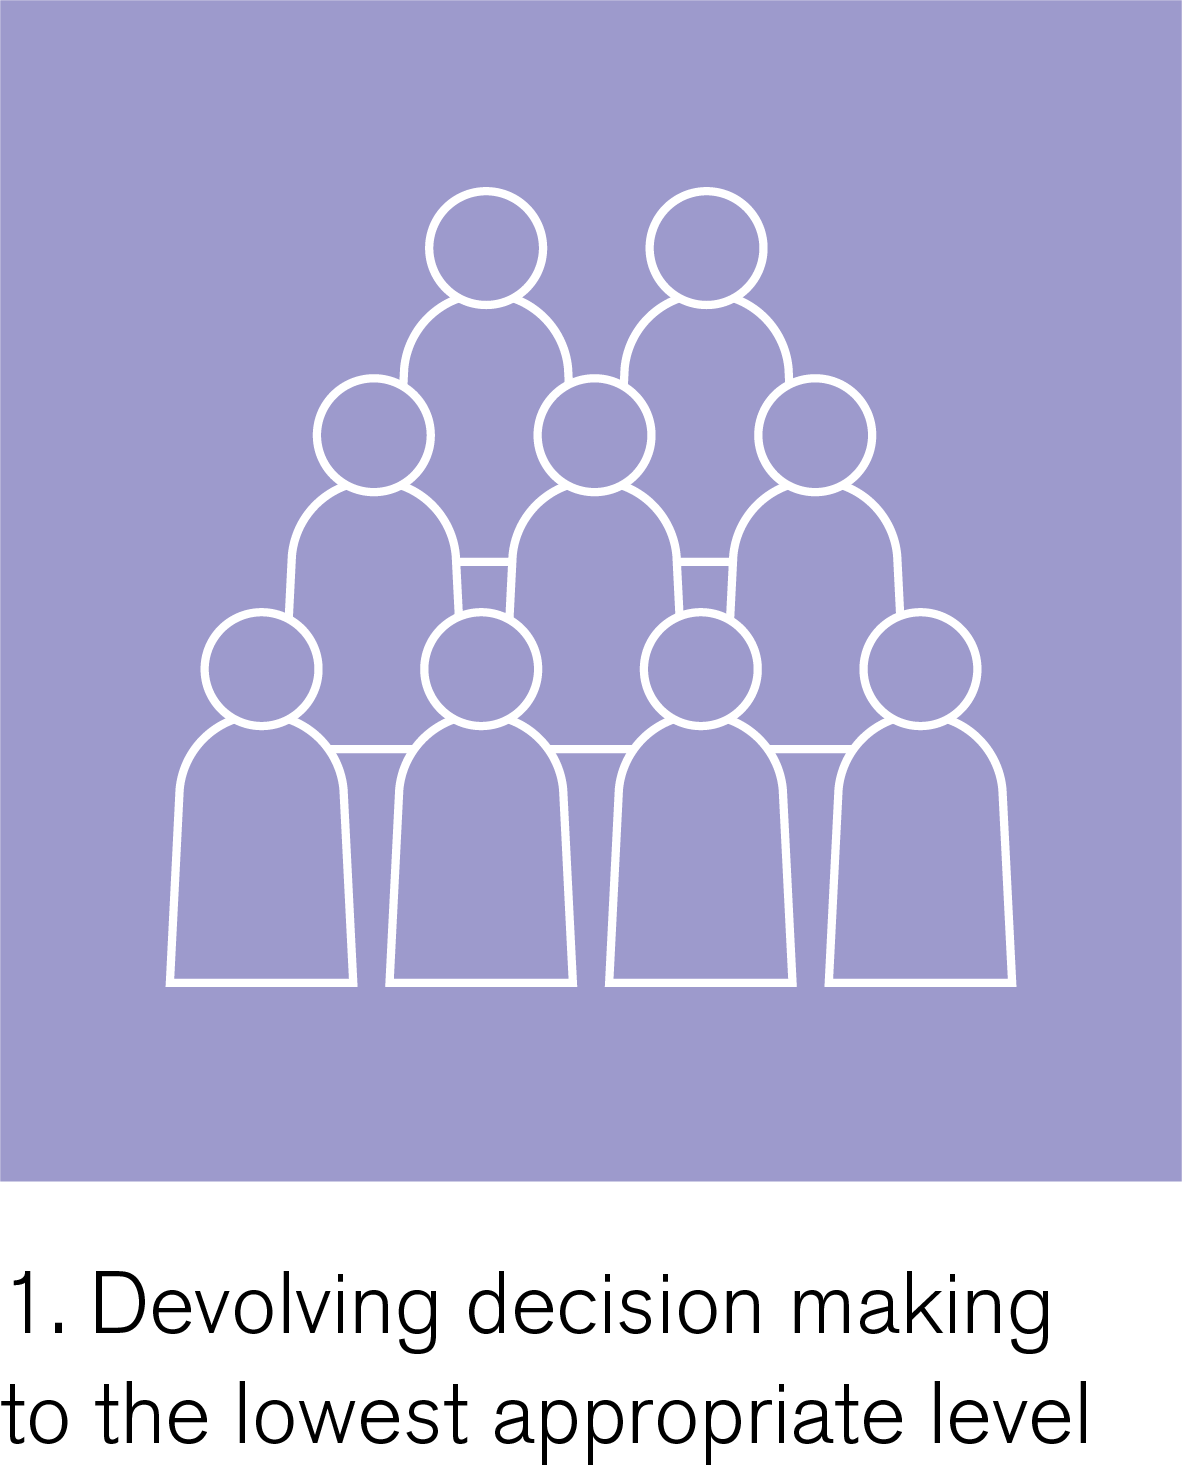 1. Devolving decision making
to the lowest appropriate level